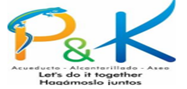 P&K
Acueducto - Alcantarillado - Aseo
Let's do it together
Hagámoslo juntos